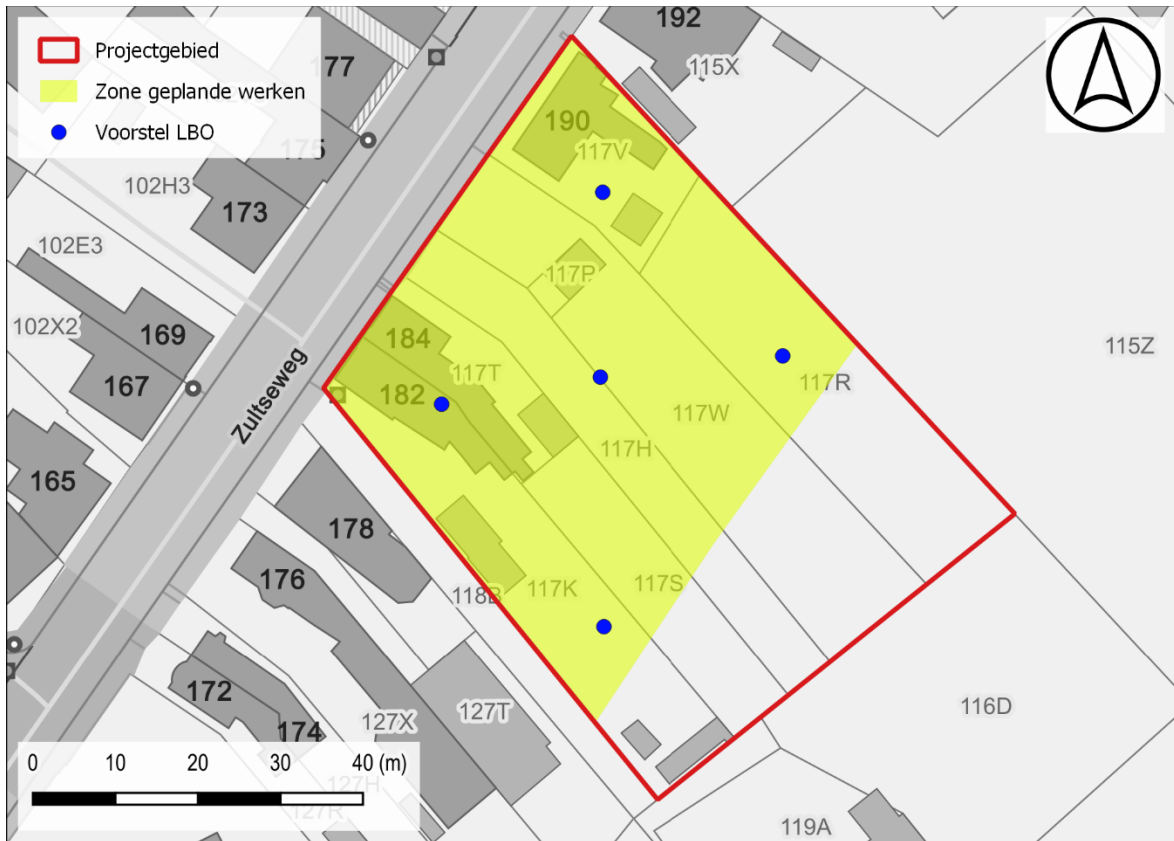 Projectgebied
Zone geplande werken
Voorstel LBO
192
177
115X
190
175
117V
102H3
173
102E3
117P
102X2
169
184
115Z
167
117T
117R
182
117W
Zultseweg
117H
165
178
176
117K
117S
118B
172
127T
116D
127X
174
0 10 20 30 40 (m)
127H
127R
119A